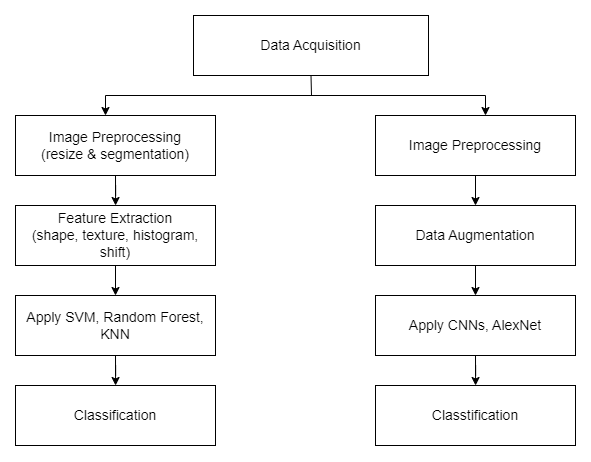 Data Acquisition
Image Preprocessing
(resize & segmentation)
Image Preprocessing
Feature Extraction
(shape, texture, histogram,
shift)
Data Augmentation
Apply SVM, Random Forest,
KNN
Apply CNNs, AlexNet
Classification
Classtification